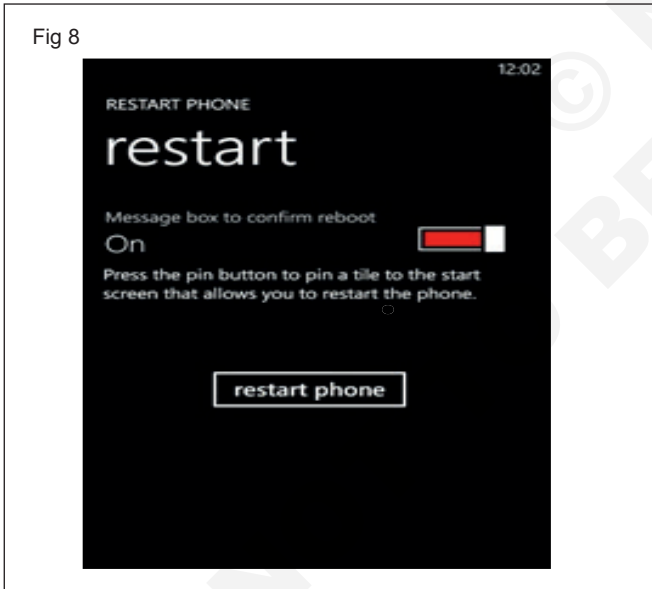 Fig 8
12:02
RESTART PHONE
restart
Message box to confirm reboot
On
Press the pin button to pin a tile to the start
screen that allows you to restart the phone.
restart phone